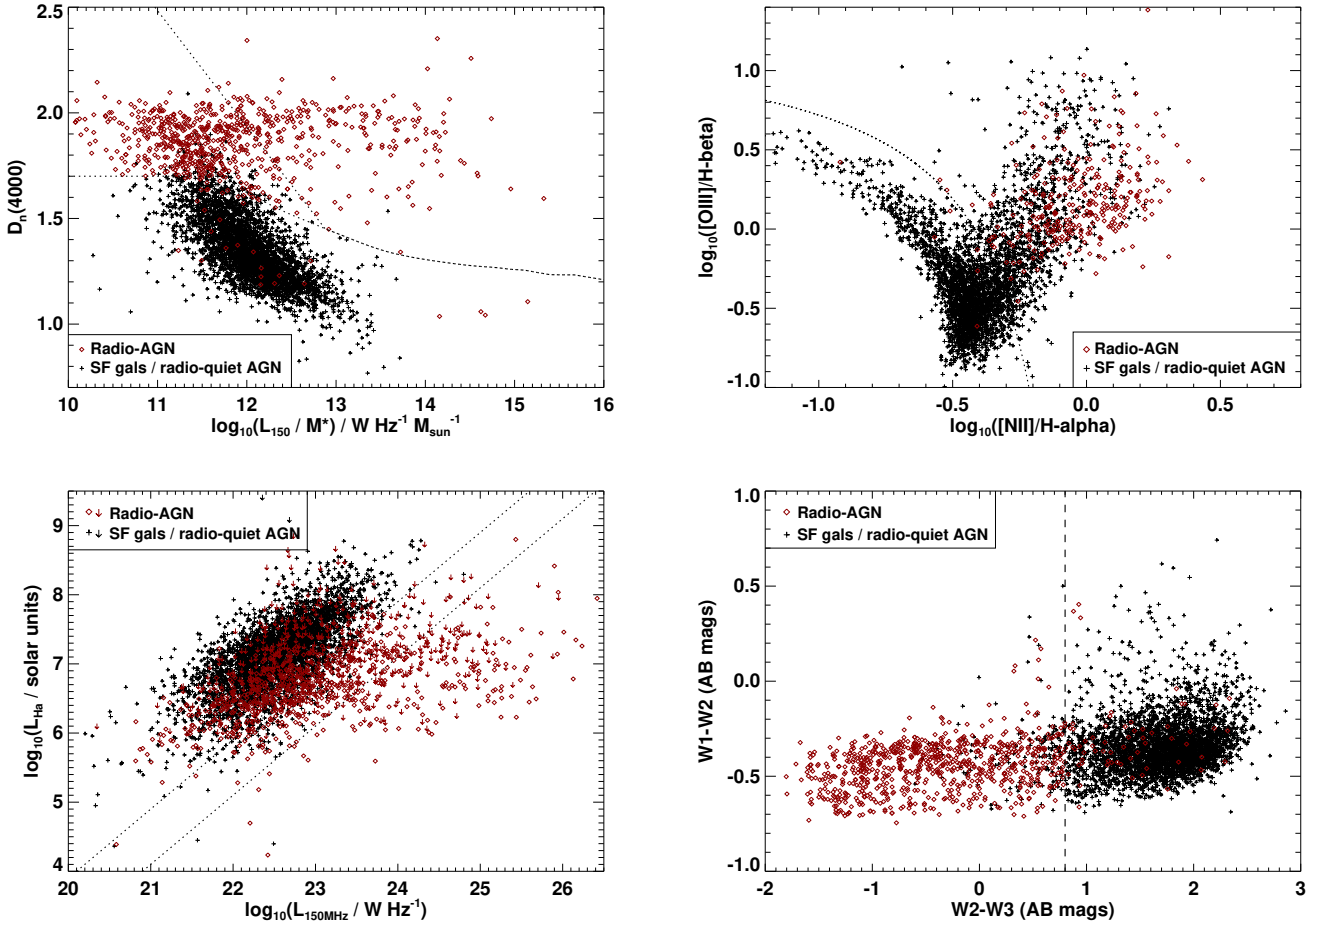 2.5
2.0
1.5
1.0
Dn(4000)
Radio-AGN
SF gals / radio-quiet AGN
10 11 12 13 14 15 16
log10(L150 / M*) / W Hz-1 Msun-1
1.0
0.5
0.0
-0.5
-1.0
log10([OIII]/H-beta)
Radio-AGN
SF gals / radio-quiet AGN
-1.0 -0.5 0.0 0.5
log10([NII]/H-alpha)
9
8
7
6
5
4
log10(LHa / solar units)
Radio-AGN
SF gals / radio-quiet AGN
20 21 22 23 24 25 26
log10(L150MHz / W Hz-1)
1.0
0.5
0.0
-0.5
-1.0
W1-W2 (AB mags)
Radio-AGN
SF gals / radio-quiet AGN
-2 -1 0 1 2 3
W2-W3 (AB mags)